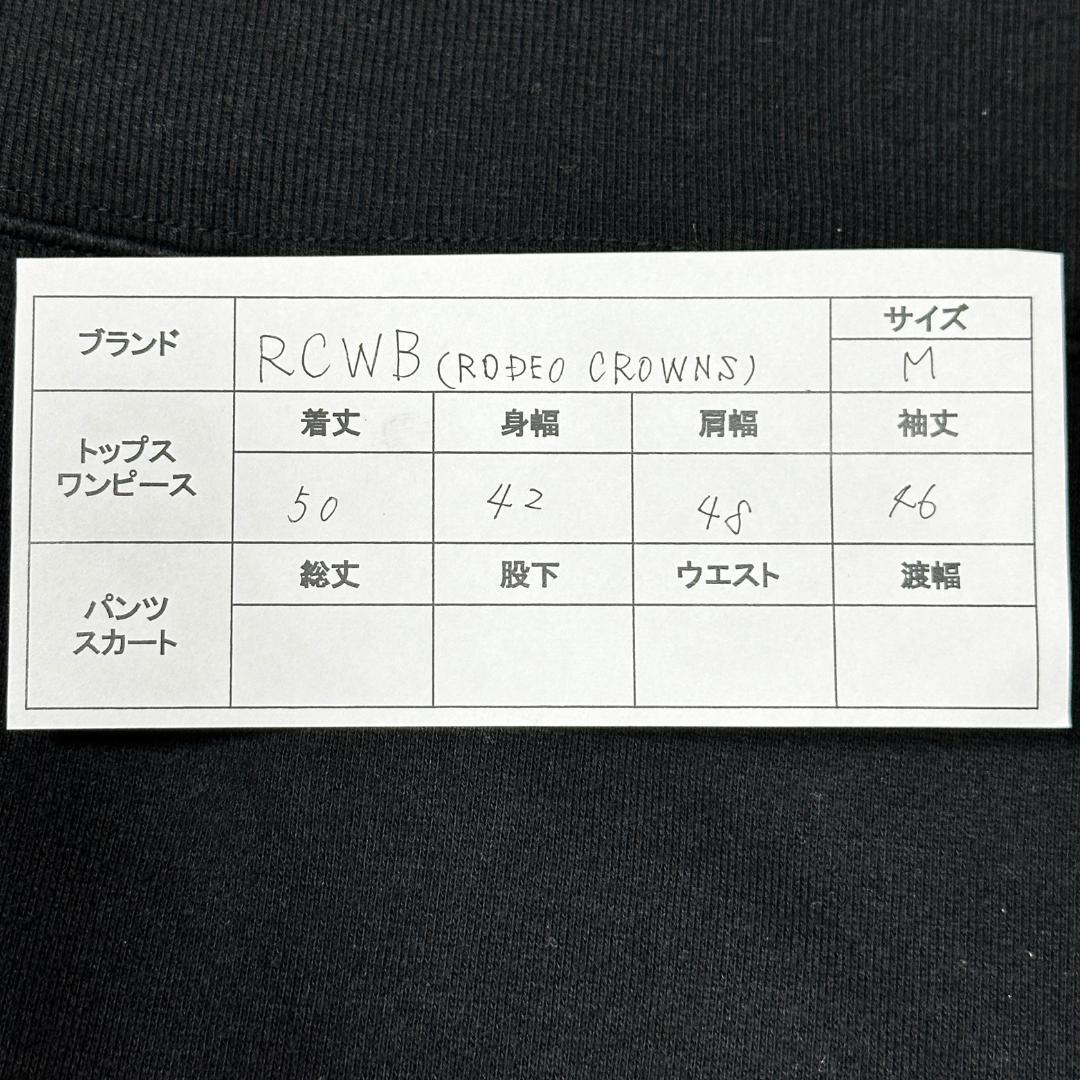 ブランド
RCWB (RODEO CROWNS)
サイズ
M
トップス
ワンピース
着丈 身幅 肩幅 袖丈
50 42 48 46
パンツ
スカート
総丈 股下 ウエスト 渡幅